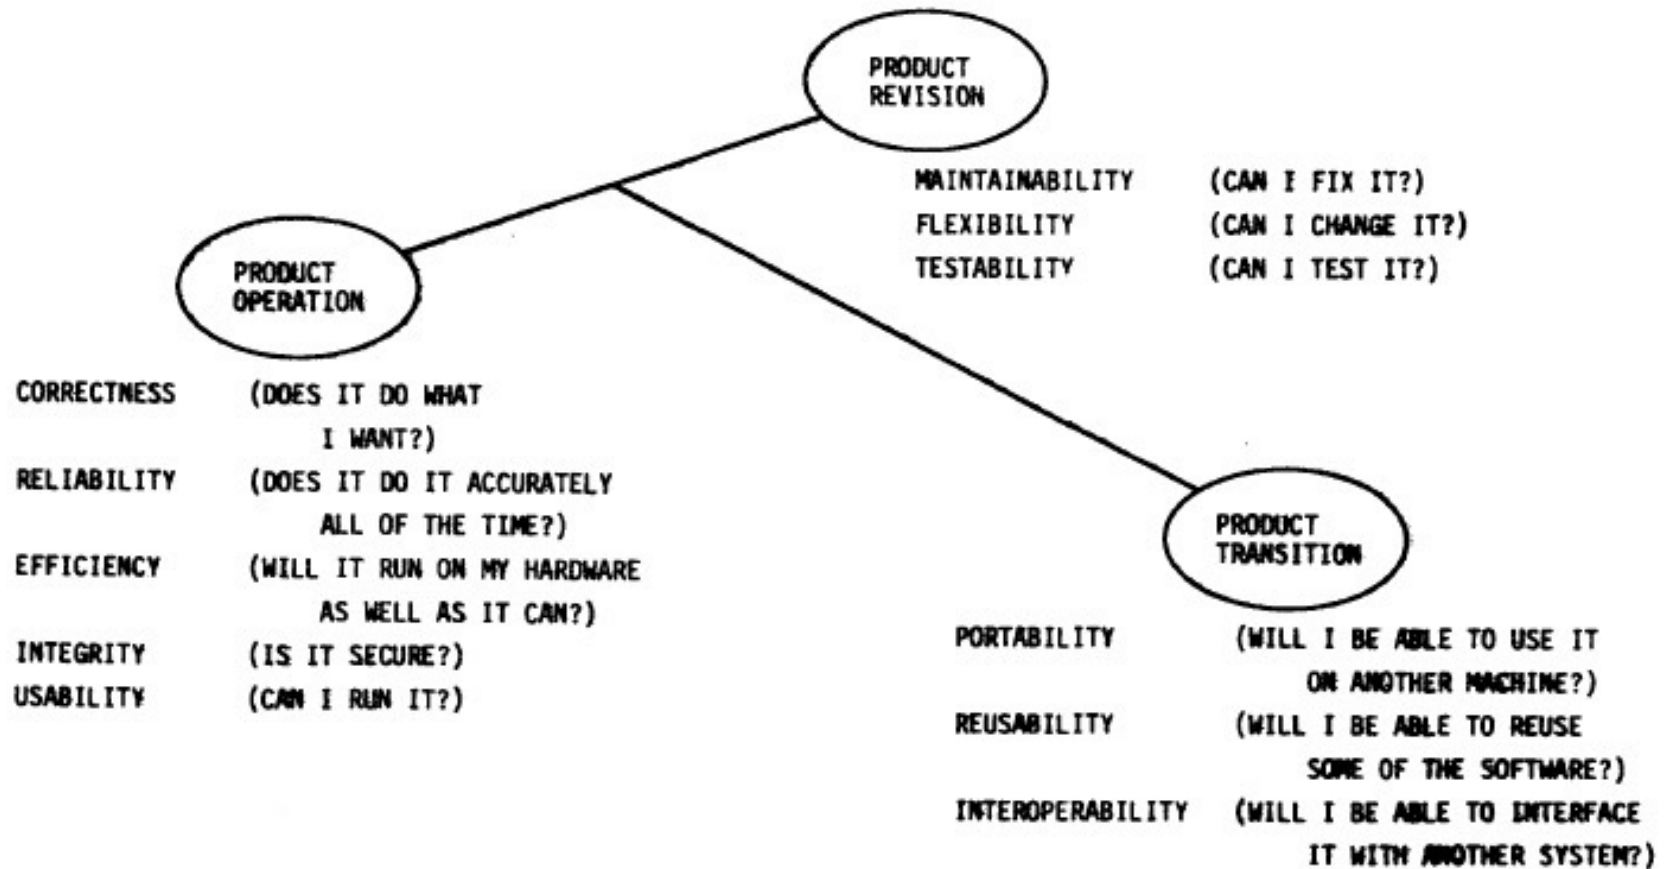 PRODUCT
REVISION
MAINTAINABILITY (CAN I FIX IT?)
FLEXIBILITY (CAN I CHANGE IT?)
TESTABILITY (CAN I TEST IT?)
PRODUCT
OPERATION
CORRECTNESS (DOES IT DO WHAT
I WANT?)
RELIABILITY (DOES IT DO IT ACCURATELY
ALL OF THE TIME?)
EFFICIENCY (WILL IT RUN ON MY HARDWARE
AS WELL AS IT CAN?)
INTEGRITY (IS IT SECURE?)
USABILITY (CAN I RUN IT?)
PRODUCT
TRANSITION
PORTABILITY (WILL I BE ABLE TO USE IT
ON ANOTHER MACHINE?)
REUSABILITY (WILL I BE ABLE TO REUSE
SOME OF THE SOFTWARE?)
INTEROPERABILITY (WILL I BE ABLE TO INTERFACE
IT WITH ANOTHER SYSTEM?)